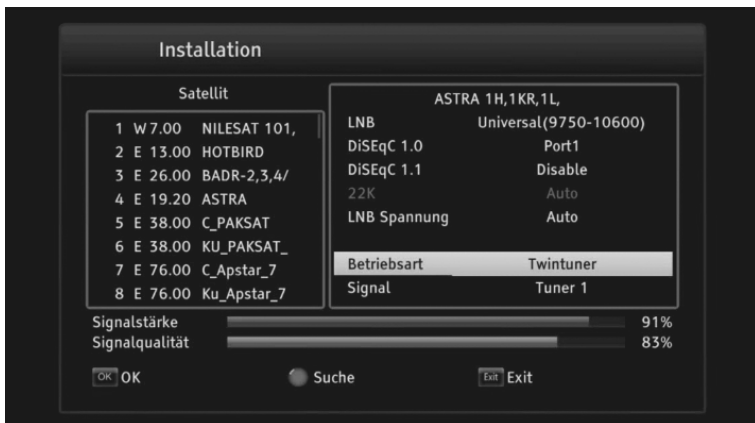 Installation
Satellit
1 W 7.00 NILESAT 101,
2 E 13.00 HOTBIRD
3 E 26.00 BADR-2,3,4/
4 E 19.20 ASTRA
5 E 38.00 C_PAKSAT
6 E 38.00 KU_PAKSAT_
7 E 76.00 C_Apstar_7
8 E 76.00 Ku_Apstar_7
ASTRA 1H,1KR,1L,
LNB Universal(9750-10600)
DiSEqC 1.0 Port1
DiSEqC 1.1 Disable
22K Auto
LNB Spannung Auto
Betriebsart Twintuner
Signal Tuner 1
Signalstärke 91%
Signalqualität 83%
OK OK Suche Exit Exit